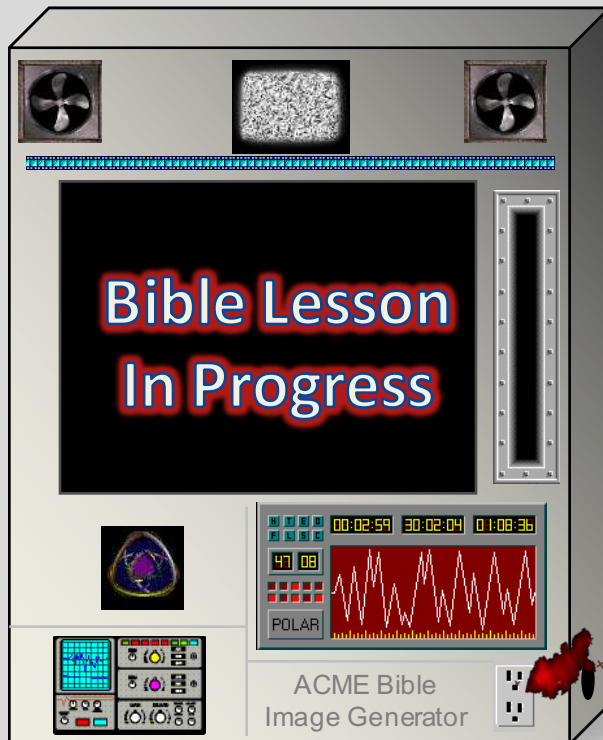 Bible Lesson
In Progress
H T E O
F L S C
00:02:59 30:02:04 01:08:36
47 08
POLAR
ACME Bible
Image Generator